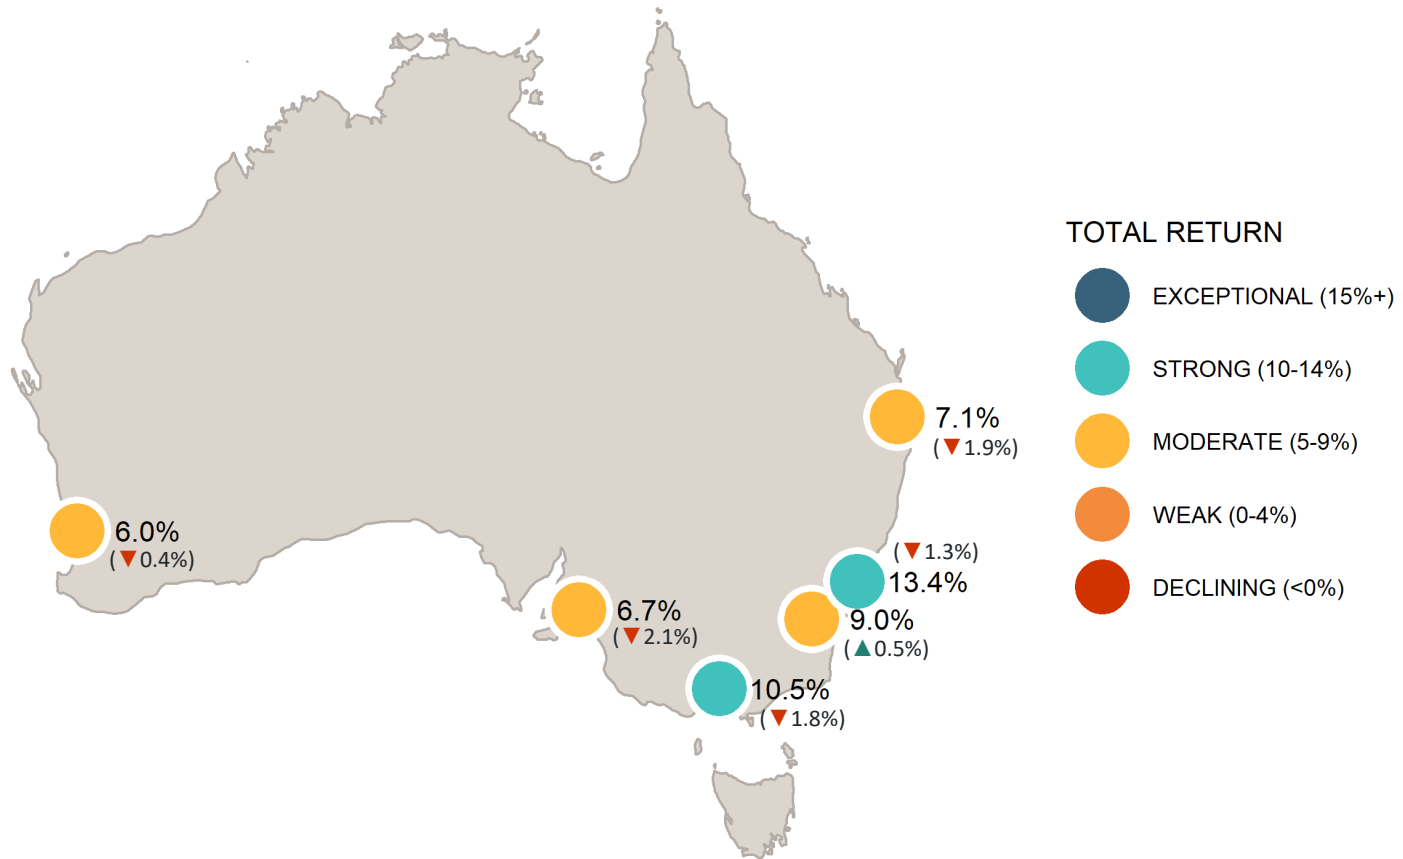 TOTAL RETURN
EXCEPTIONAL (15%+)
STRONG (10-14%)
MODERATE (5-9%)
WEAK (0-4%)
DECLINING (<0%)
7.1%
(▼1.9%)
6.0%
(▼0.4%)
(▼1.3%)
13.4%
6.7%
(▼2.1%)
9.0%
(▲0.5%)
10.5%
(▼1.8%)